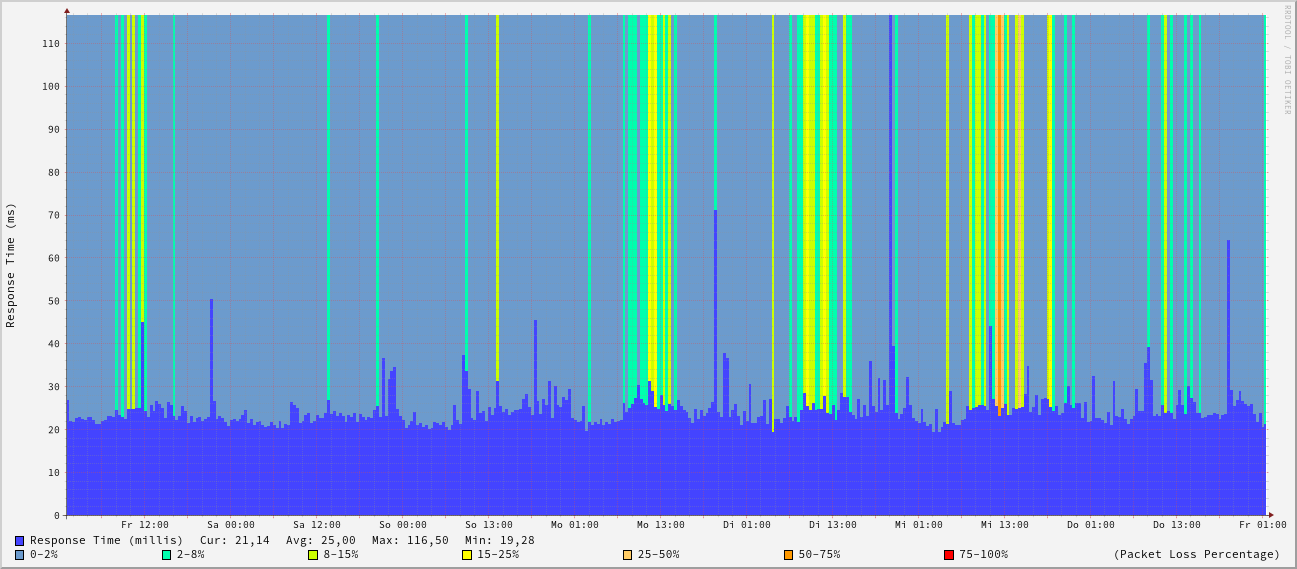 RRDTOOL / TOBI OETIKER
Response Time (ms)
110
100
90
80
70
60
50
40
30
20
10
0
Fr 12:00 Sa 00:00 Sa 12:00 So 00:00 So 13:00 Mo 01:00 Mo 13:00 Di 01:00 Di 13:00 Mi 01:00 Mi 13:00 Do 01:00 Do 13:00 Fr 01:00
Response Time (millis) Cur: 21,14 Avg: 25,00 Max: 116,50 Min: 19,28
0-2% 2-8% 8-15% 15-25% 25-50% 50-75% 75-100% (Packet Loss Percentage)